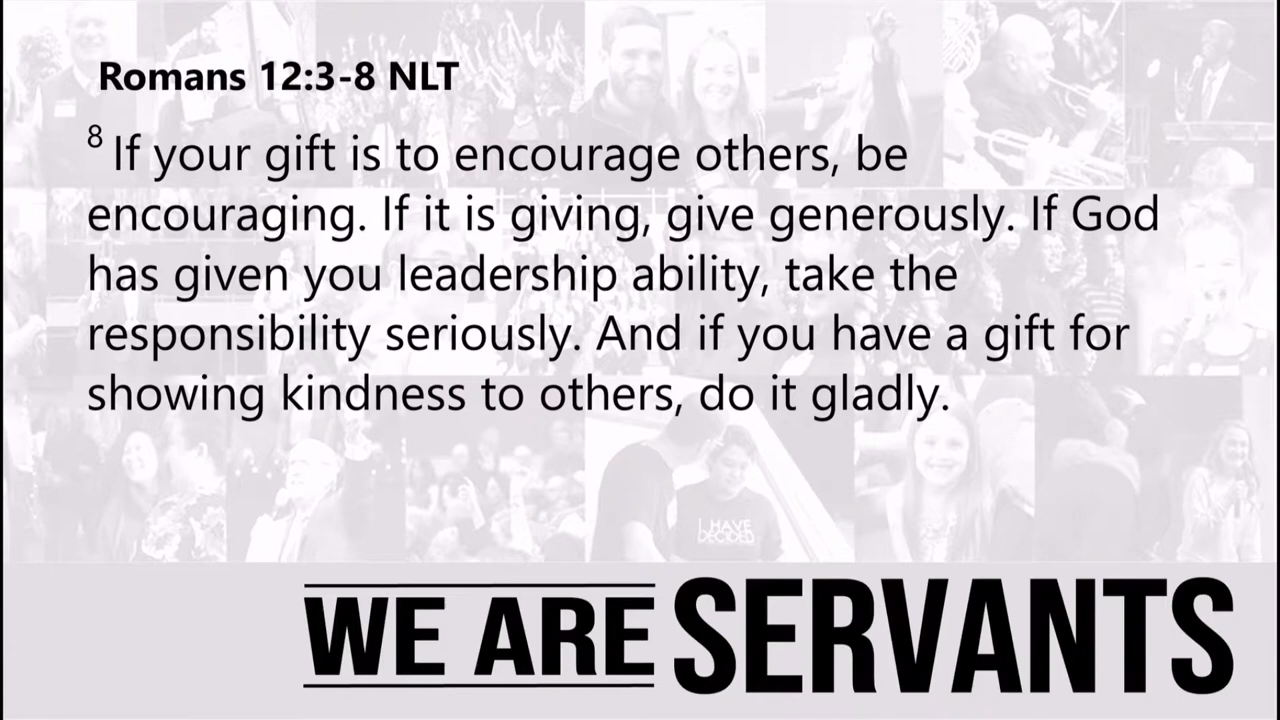 Romans 12:3-8 NLT
8 If your gift is to encourage others, be
encouraging. If it is giving, give generously. If God
has given you leadership ability, take the
responsibility seriously. And if you have a gift for
showing kindness to others, do it gladly.
I HAVE
DECIDED
WE ARE SERVANTS